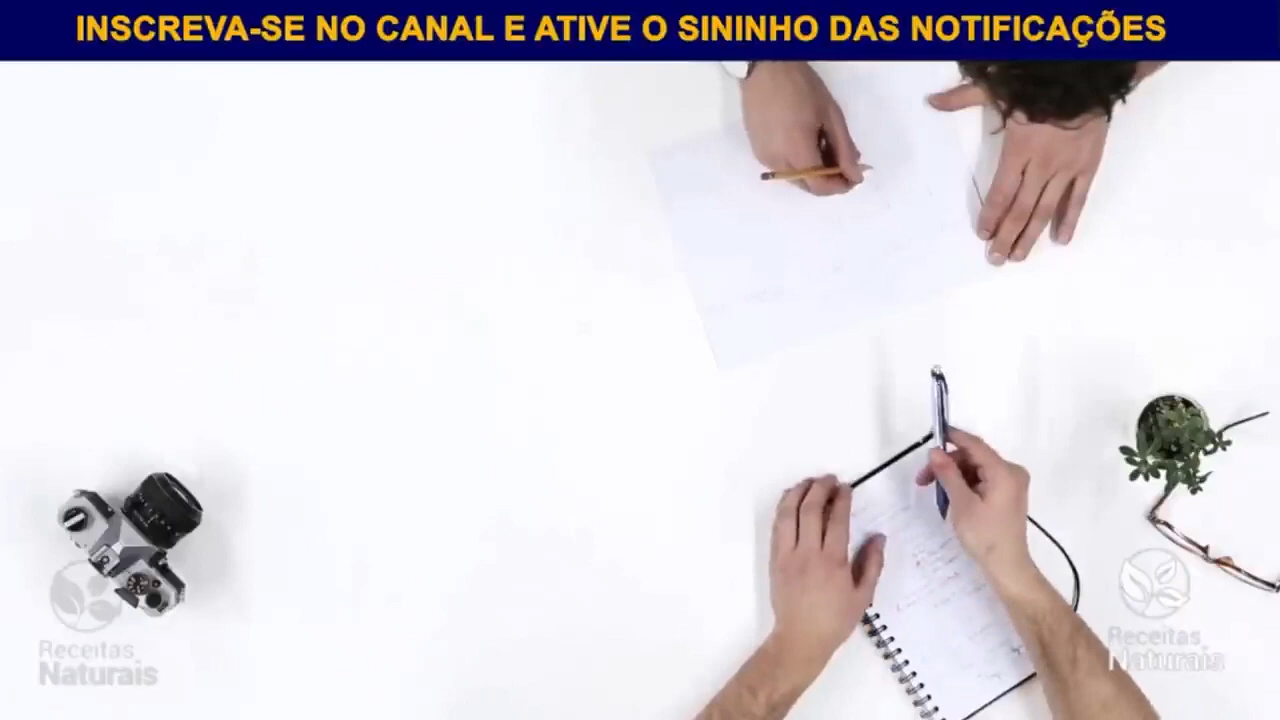 INSCREVA-SE NO CANAL E ATIVE O SININHO DAS NOTIFICAÇÕES
Receitas
Naturais
Receitas
Naturais